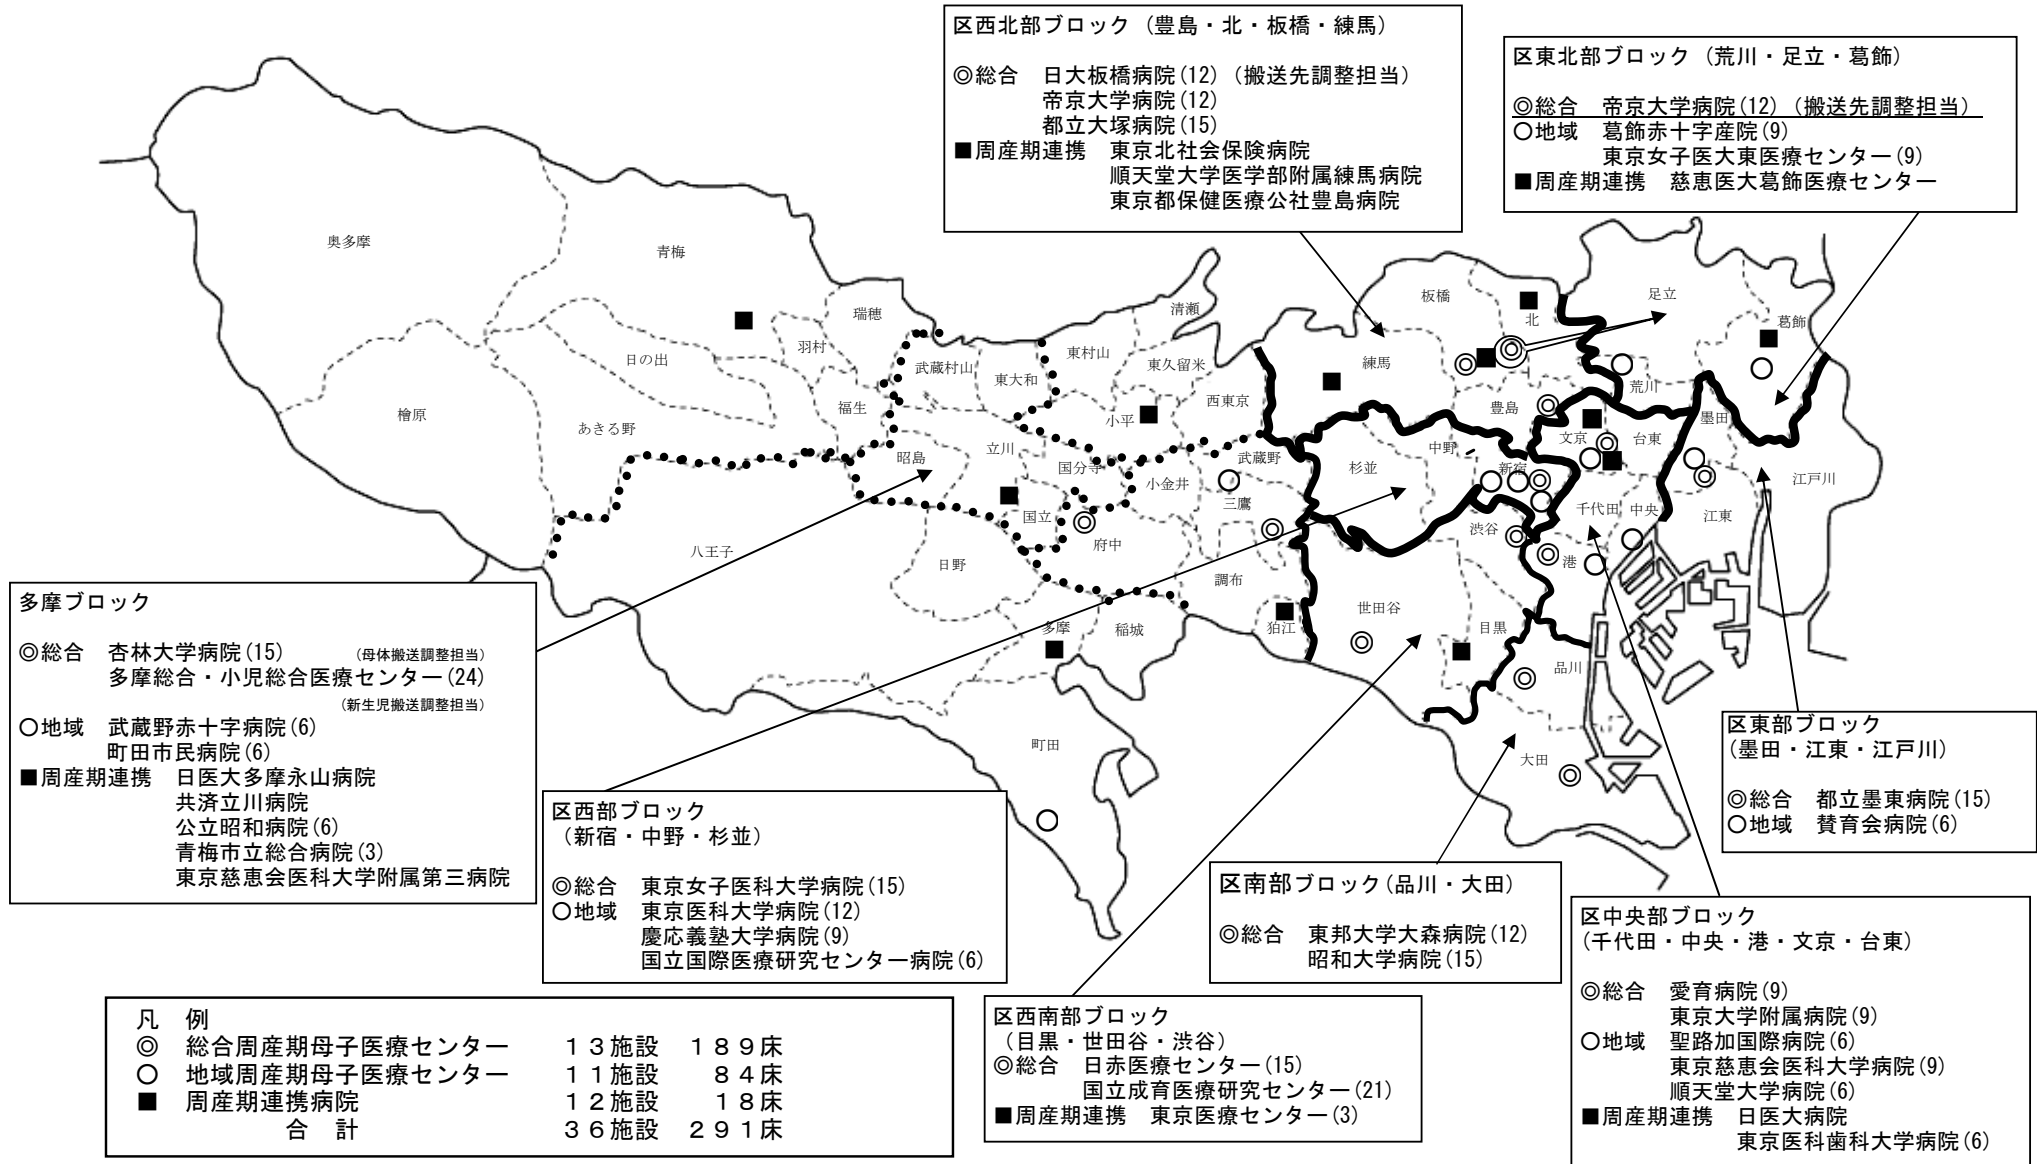 区西北部ブロック（豊島・北・板橋・練馬）
◎総合　日大板橋病院(12)（搬送先調整担当）
帝京大学病院(12)
都立大塚病院(15)
■周産期連携　東京北社会保険病院
順天堂大学医学部附属練馬病院
東京都保健医療公社豊島病院
区東北部ブロック（荒川・足立・葛飾）
◎総合　帝京大学病院(12)（搬送先調整担当）
○地域　葛飾赤十字産院(9)
東京女子医大東医療センター(9)
■周産期連携　慈恵医大葛飾医療センター
奥多摩
青梅
瑞穂
羽村
日の出
福生
檜原
あきる野
武蔵村山
東大和
東村山
清瀬
東久留米
西東京
小平
立川
昭島
国分寺
小金井
武蔵野
三鷹
国立
府中
八王子
日野
調布
狛江
多摩
稲城
町田
板橋
北
足立
葛飾
練馬
豊島
荒川
文京
台東
墨田
中野
杉並
新宿
江戸川
千代田
中央
江東
渋谷
港
世田谷
目黒
品川
大田
多摩ブロック
◎総合　杏林大学病院(15)　（母体搬送調整担当）
多摩総合・小児総合医療センター(24)
（新生児搬送調整担当）
○地域　武蔵野赤十字病院(6)
町田市民病院(6)
■周産期連携　日医大多摩永山病院
共済立川病院
公立昭和病院(6)
青梅市立総合病院(3)
東京慈恵会医科大学附属第三病院
区西部ブロック
（新宿・中野・杉並）
◎総合　東京女子医科大学病院(15)
○地域　東京医科大学病院(12)
慶応義塾大学病院(9)
国立国際医療研究センター病院(6)
区東部ブロック
（墨田・江東・江戸川）
◎総合　都立墨東病院(15)
○地域　賛育会病院(6)
区南部ブロック(品川・大田)
◎総合　東邦大学大森病院(12)
昭和大学病院(15)
区中央部ブロック
(千代田・中央・港・文京・台東)
◎総合　愛育病院(9)
東京大学附属病院(9)
○地域　聖路加国際病院(6)
東京慈恵会医科大学病院(9)
順天堂大学病院(6)
■周産期連携　日医大病院
東京医科歯科大学病院(6)
区西南部ブロック
（目黒・世田谷・渋谷）
◎総合　日赤医療センター(15)
国立成育医療研究センター(21)
■周産期連携　東京医療センター(3)
凡　例
◎　総合周産期母子医療センター　１３施設　１８９床
○　地域周産期母子医療センター　１１施設　８４床
■　周産期連携病院　１２施設　１８床
合　計　３６施設　２９１床